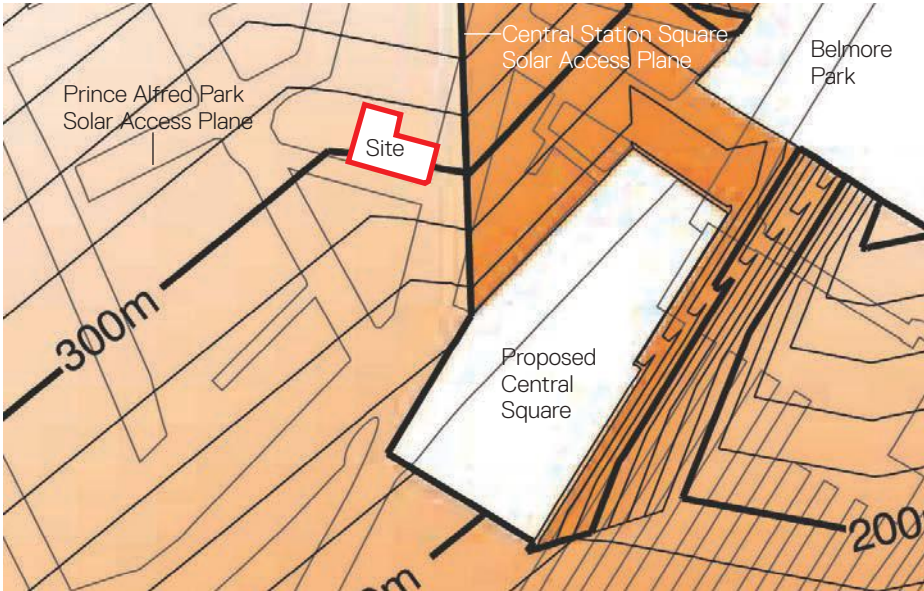 Central Station Square
Solar Access Plane
Belmore
Park
Prince Alfred Park
Solar Access Plane
Site
300m
Proposed
Central
Square
200
m